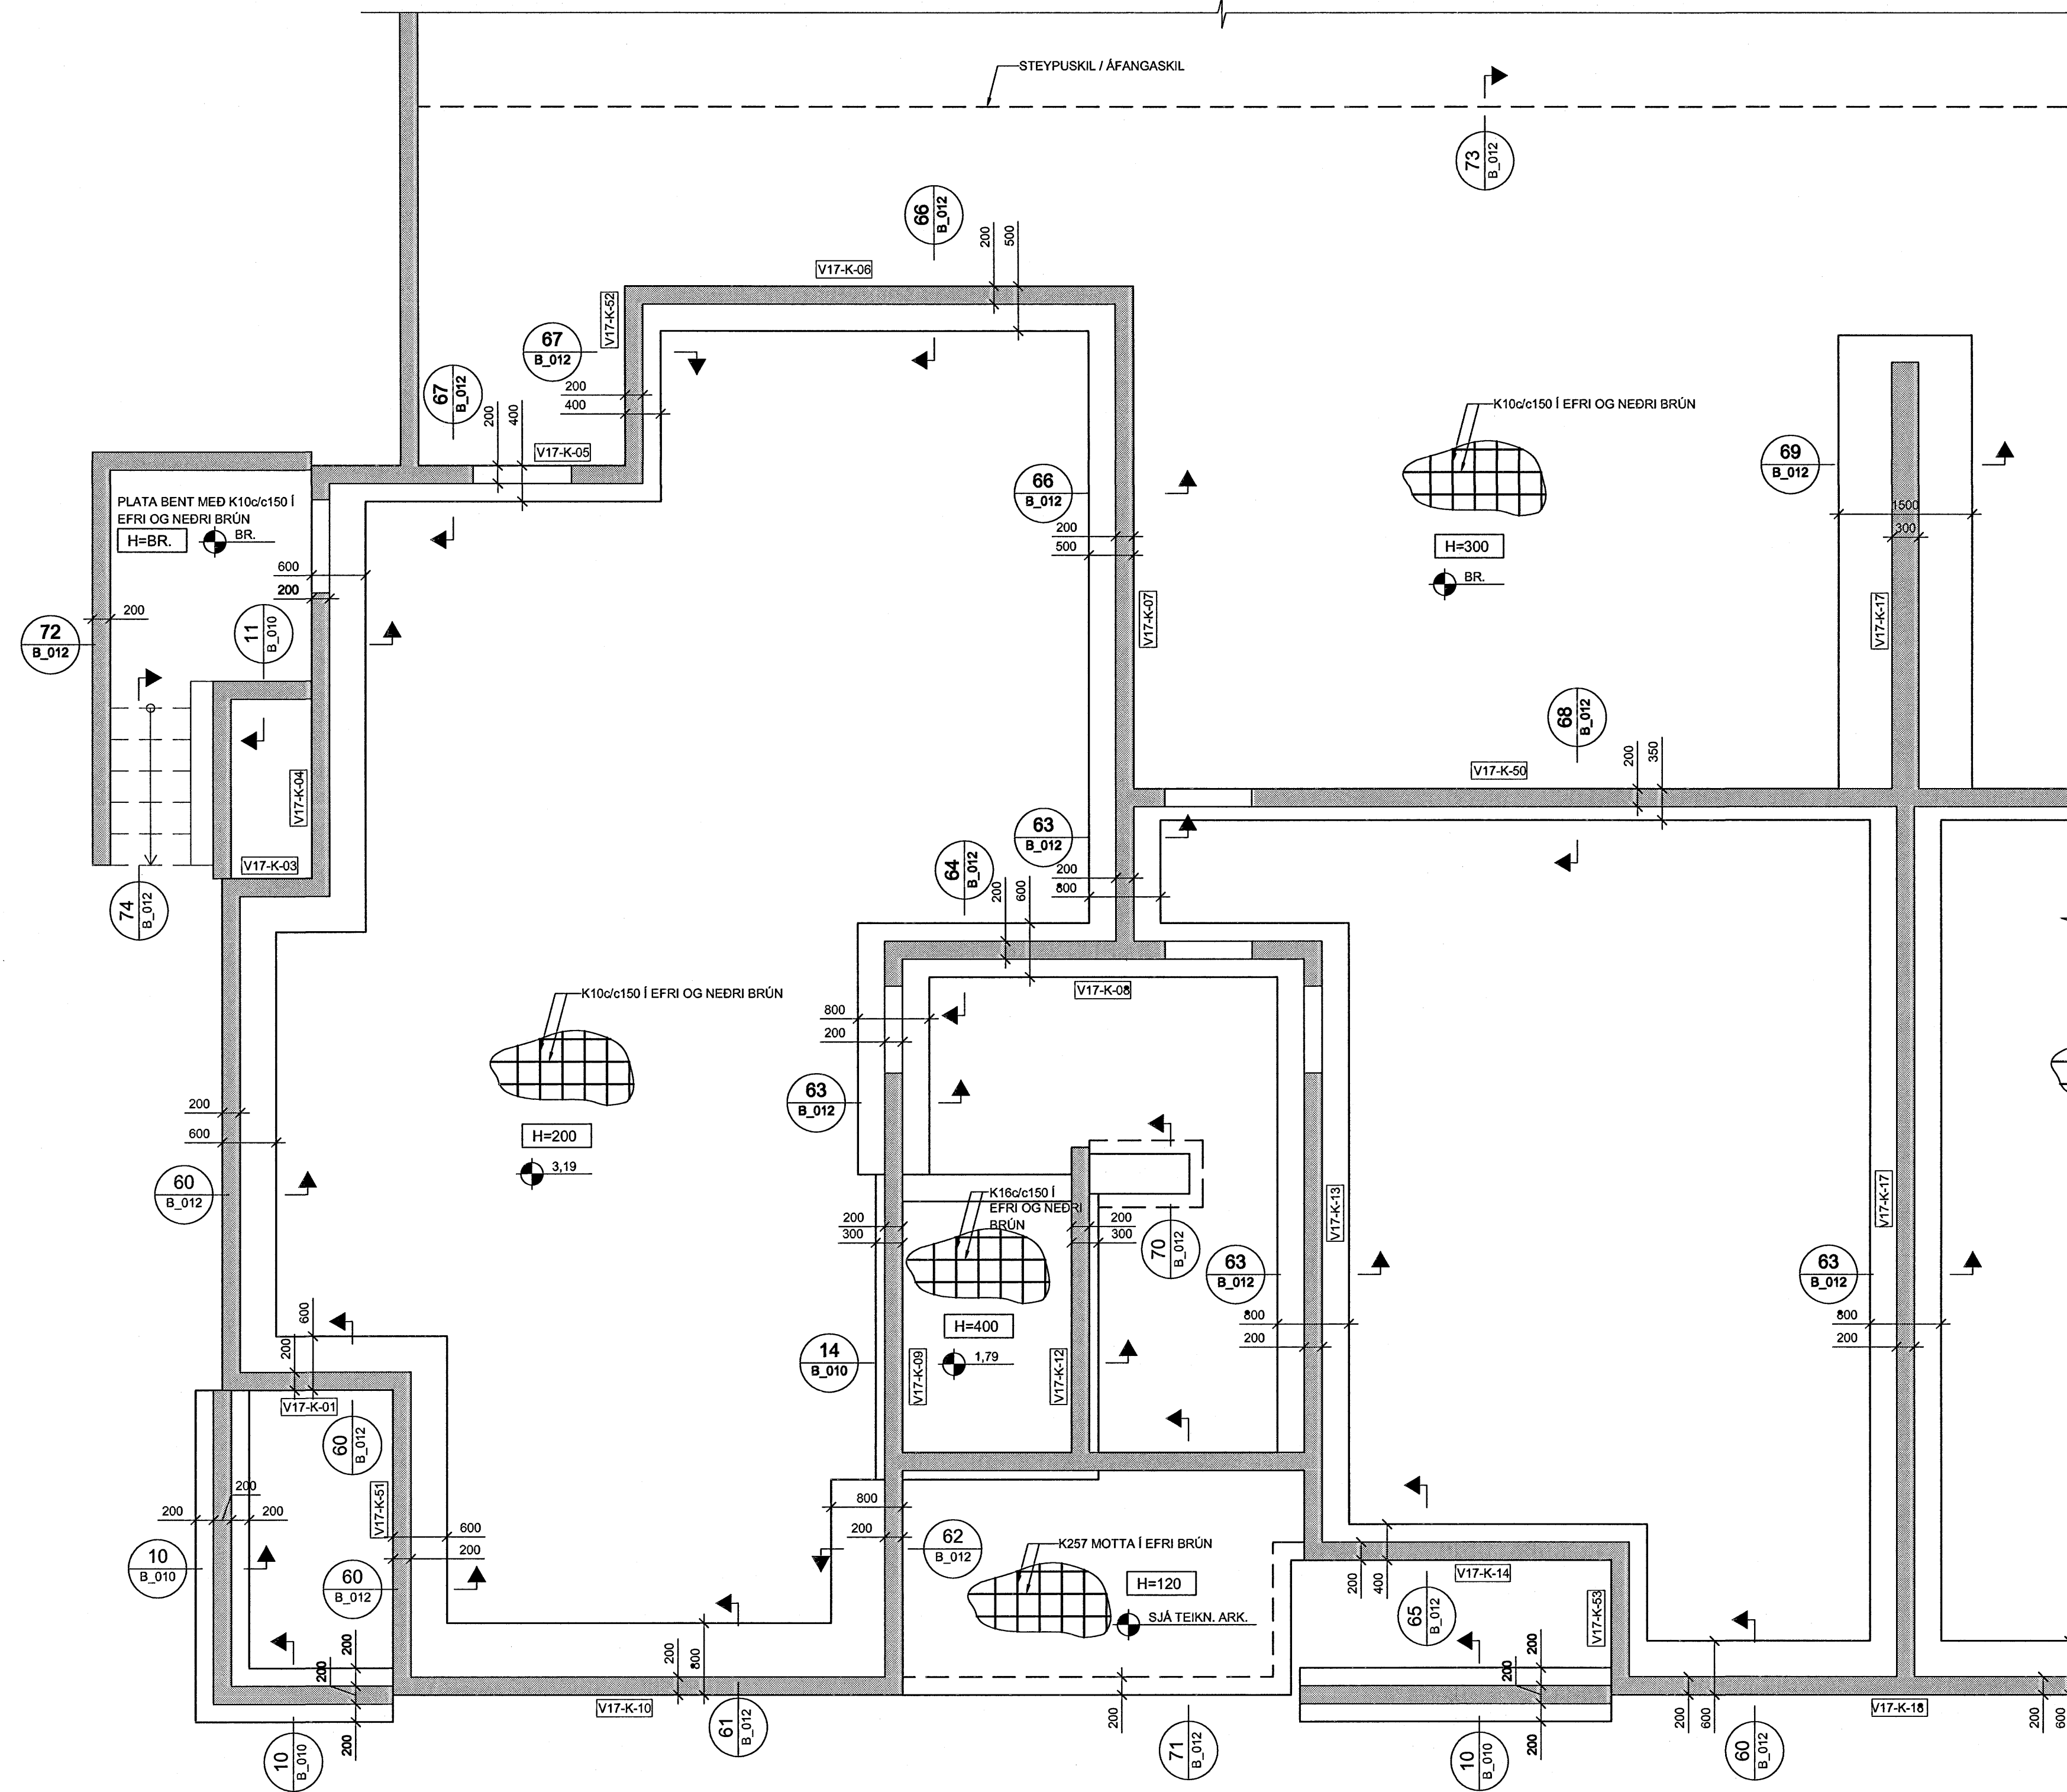 STEYPUSKIL / ÁFANGASKIL
73
B_012
66
B_012
200
500
V17-K-06
V17-K-52
67
B_012
67
B_012
200
400
200
400
V17-K-05
K10c/c150 Í EFRI OG NEÐRI BRÚN
69
B_012
66
B_012
1500
300
200
500
H=300
BR.
PLATA BENT MEÐ K10c/c150 Í
EFRI OG NEÐRI BRÚN
H=BR.
BR.
600
200
200
72
B_012
11
B_010
V17-K-07
V17-K-17
68
B_012
200
350
V17-K-50
V17-K-04
V17-K-03
63
B_012
64
B_012
200
800
200
600
74
B_012
K10c/c150 Í EFRI OG NEÐRI BRÚN
V17-K-08
800
200
H=200
3,19
63
B_012
200
600
60
B_012
K16c/c150 Í
EFRI OG NEÐRI
BRÚN
200
300
200
300
70
B_012
V17-K-13
V17-K-17
63
B_012
63
B_012
800
200
800
200
H=400
1,79
14
B_010
V17-K-09
V17-K-12
600
200
V17-K-01
60
B_012
V17-K-51
200
200
200
600
200
800
200
62
B_012
K257 MOTTA Í EFRI BRÚN
H=120
SJÁ TEIKN. ARK.
10
B_010
60
B_012
200
400
V17-K-14
65
B_012
V17-K-53
200
200
200
200
200
200
200
800
V17-K-10
61
B_012
10
B_010
200
71
B_012
10
B_010
200
600
60
B_012
V17-K-18
200
600